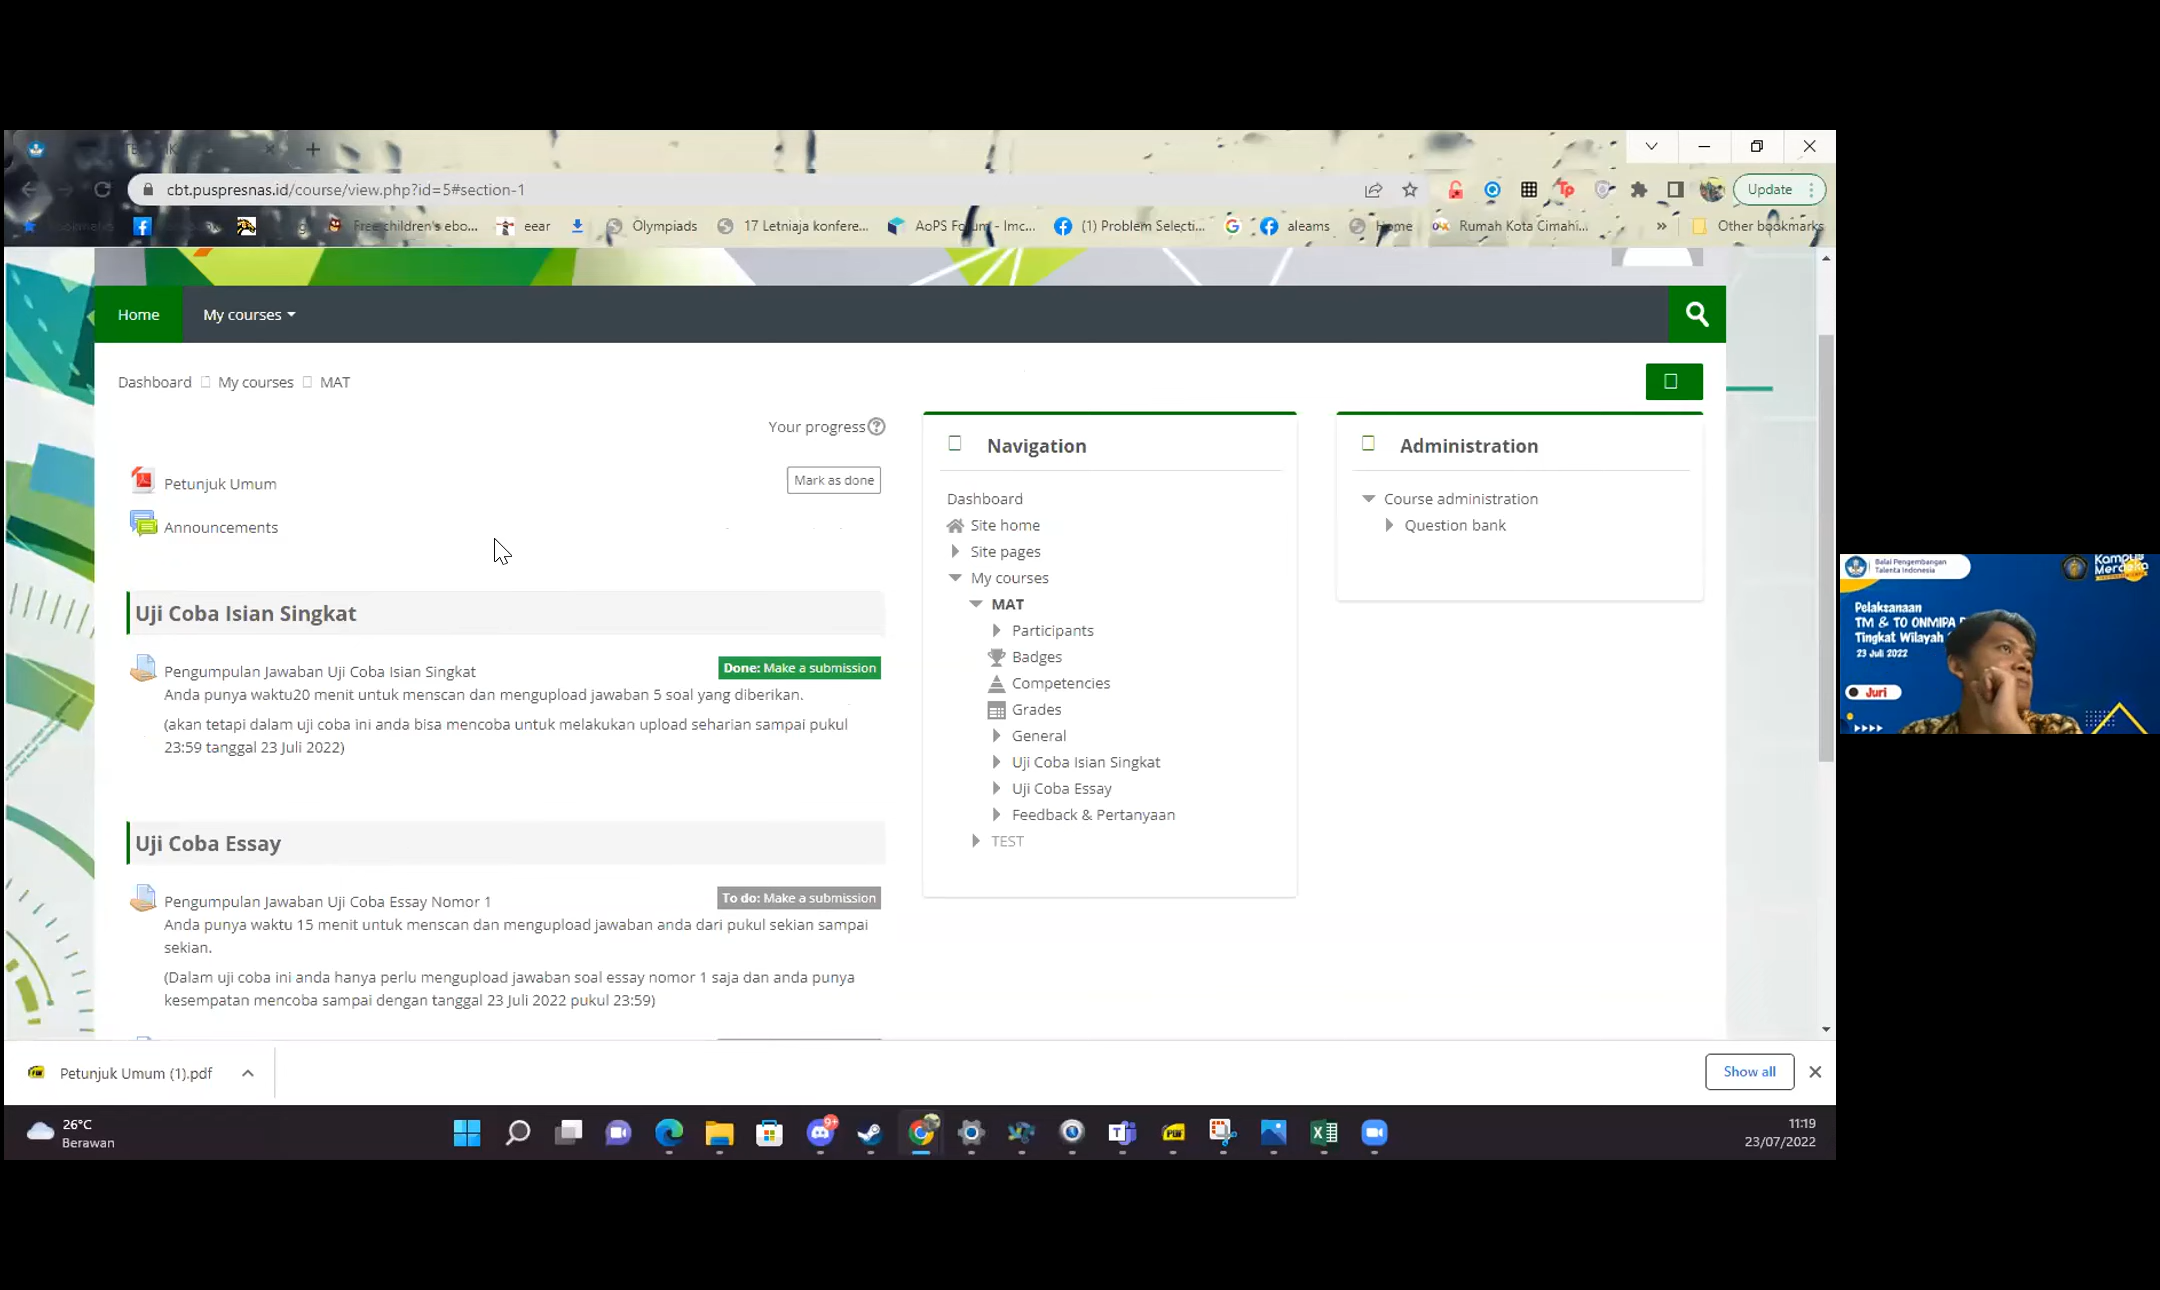 cbt.puspresnas.id/course/view.php?id=5#section-1
Update
Free children's ebo...
eear
Olympiads
17 Letniaja konfere...
AoPS Forum - Imc...
(1) Problem Selecti...
aleams
Home
Rumah Kota Cimahi...
»
Other bookmarks
Home
My courses
Dashboard
My courses
MAT
Your progress
Petunjuk Umum
Mark as done
Announcements
Uji Coba Isian Singkat
Pengumpulan Jawaban Uji Coba Isian Singkat
Done: Make a submission
Anda punya waktu20 menit untuk menscan dan mengupload jawaban 5 soal yang diberikan.
(akan tetapi dalam uji coba ini anda bisa mencoba untuk melakukan upload seharian sampai pukul
23:59 tanggal 23 Juli 2022)
Uji Coba Essay
Pengumpulan Jawaban Uji Coba Essay Nomor 1
To do: Make a submission
Anda punya waktu 15 menit untuk menscan dan mengupload jawaban anda dari pukul sekian sampai
sekian.
(Dalam uji coba ini anda hanya perlu mengupload jawaban soal essay nomor 1 saja dan anda punya
kesempatan mencoba sampai dengan tanggal 23 Juli 2022 pukul 23:59)
Navigation
Dashboard
Site home
Site pages
My courses
MAT
Participants
Badges
Competencies
Grades
General
Uji Coba Isian Singkat
Uji Coba Essay
Feedback & Pertanyaan
TEST
Administration
Course administration
Question bank
Balai Pengembangan
Talenta Indonesia
Kampus
Merdeka
Pelaksanaan
TM & TO ONMIPA
Tingkat Wilayah
23 Juli 2022
Juri
Petunjuk Umum (1).pdf
Show all
26°C
Berawan
11:19
23/07/2022